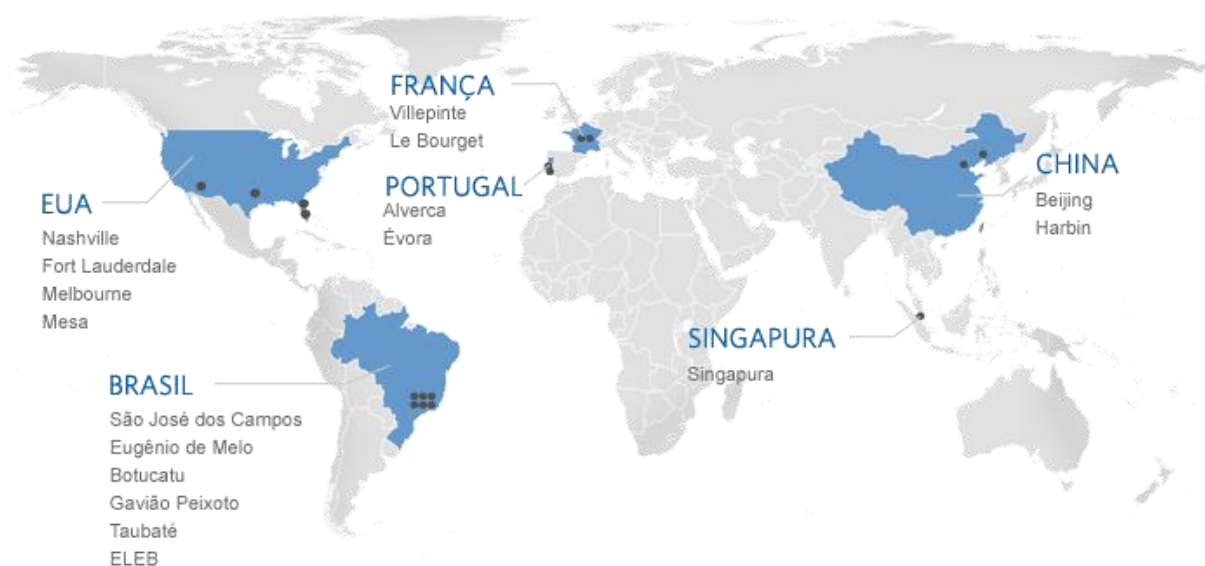 FRANÇA
Villepinte
Le Bourget
PORTUGAL
Alverca
Évora
EUA
Nashville
Fort Lauderdale
Melbourne
Mesa
BRASIL
São José dos Campos
Eugênio de Melo
Botucatu
Gavião Peixoto
Taubaté
ELEB
CHINA
Beijing
Harbin
SINGAPURA
Singapura